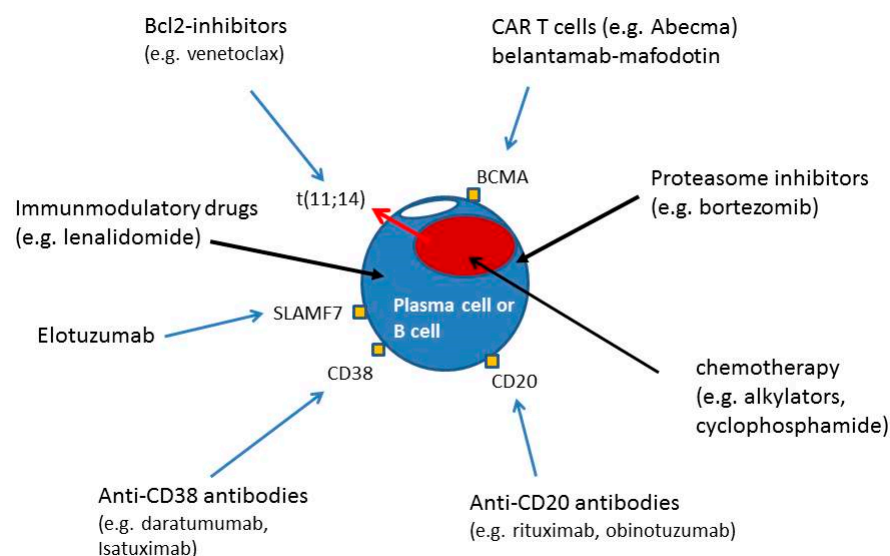 Bcl2-inhibitors
(e.g. venetoclax)
CAR T cells (e.g. Abecma)
belantamab-mafodotin
t(11;14)
BCMA
Proteasome inhibitors
(e.g. bortezomib)
Immunmodulatory drugs
(e.g. lenalidomide)
Plasma cell or
B cell
SLAMF7
Elotuzumab
CD38
CD20
chemotherapy
(e.g. alkylators,
cyclophosphamide)
Anti-CD38 antibodies
(e.g. daratumumab,
Isatuximab)
Anti-CD20 antibodies
(e.g. rituximab, obinotuzumab)